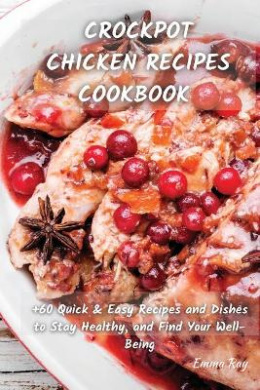 CROCKPOT
CHICKEN RECIPES
COOKBOOK
+60 Quick & Easy Recipes and Dishes
to Stay Healthy, and Find Your Well-
Being
Emma Ray